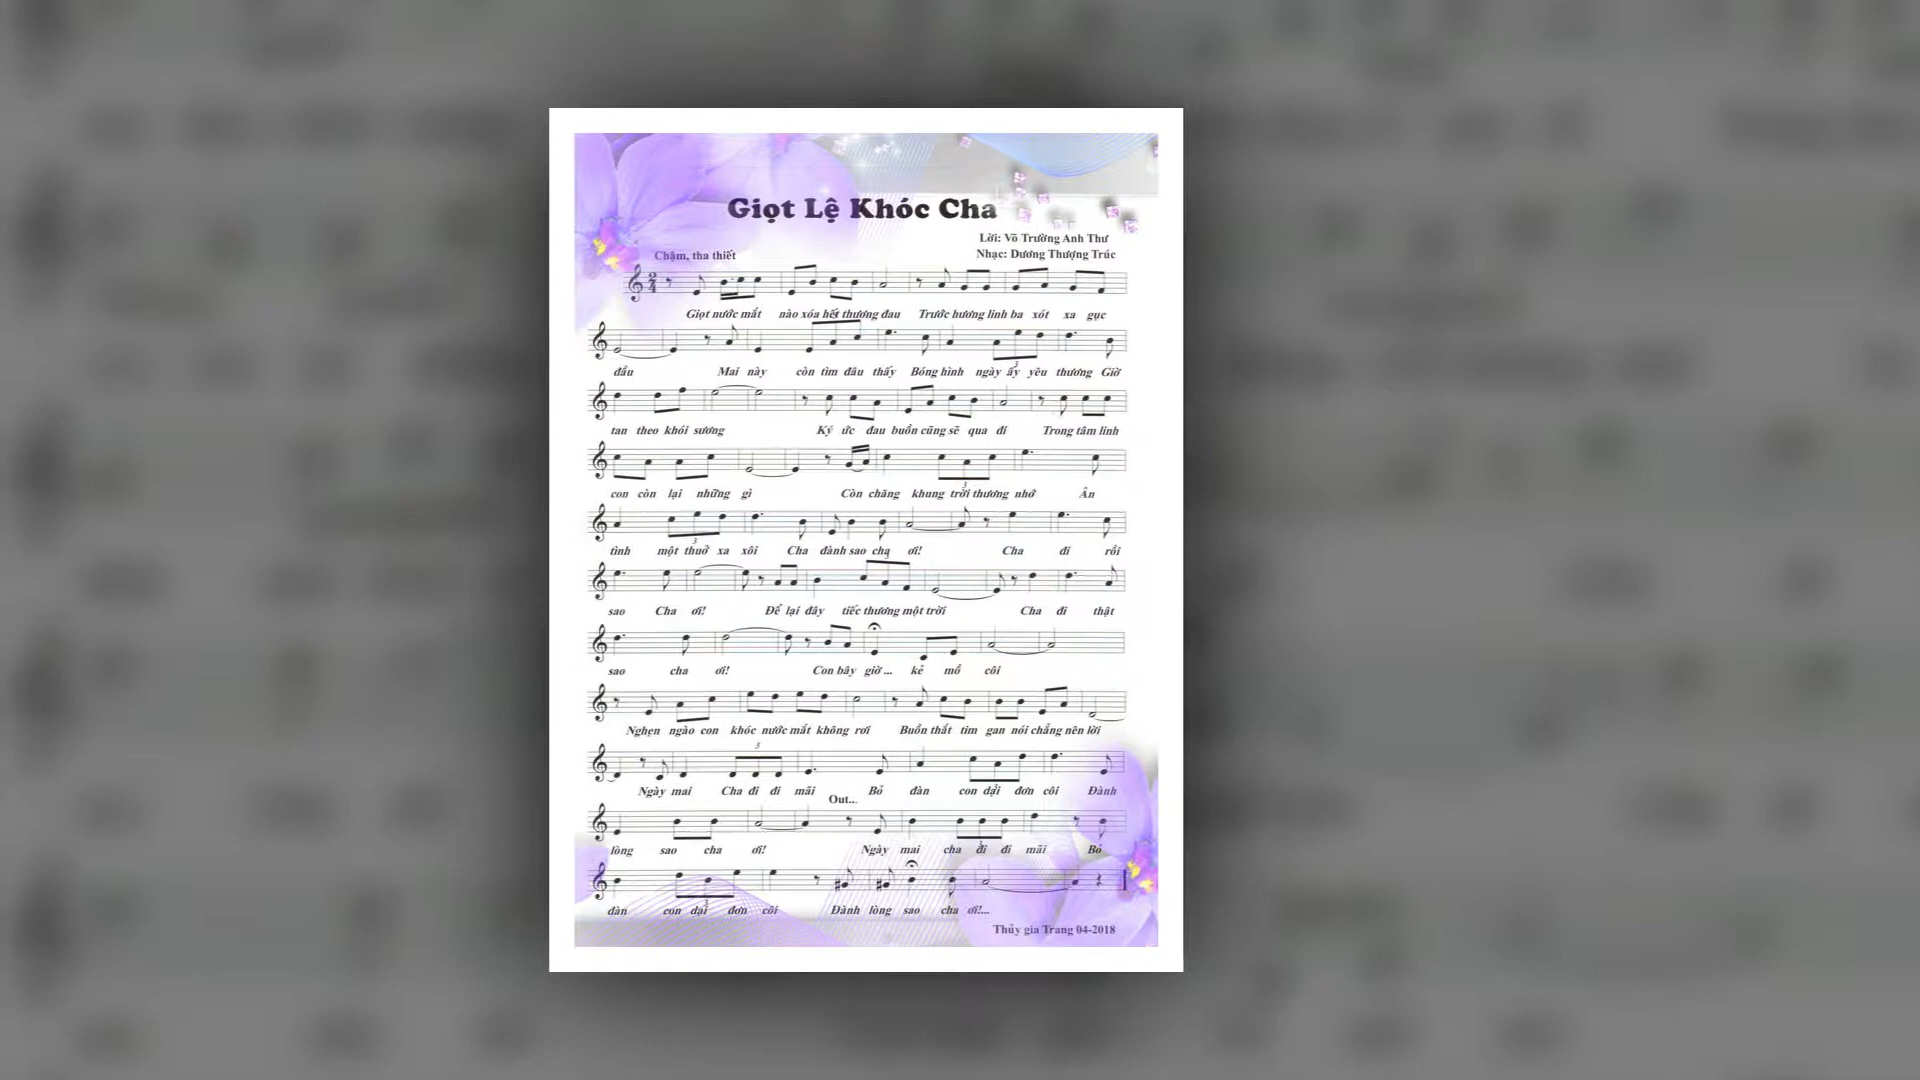 Giọt Lệ Khóc Cha
Lời: Võ Trường Anh Thư
Chậm, tha thiết
Nhạc: Dương Thượng Trúc
Giọt nước mắt nào xóa hết thương đau Trước hương linh ba xót xa gục
đầu Mai này còn tìm đâu thấy Bóng hình ngày ấy yêu thương Giờ
tan theo khói sương Ký ức đau buồn cũng sẽ qua đi Trong tâm linh
con còn lại những gì Còn chăng khung trời thương nhớ Ân
tình một thuở xa xôi Cha đành sao cha ơi! Cha đi rồi
sao Cha ơi! Để lại đây tiếc thương một trời Cha đi thật
sao cha ơi! Con bây giờ... kẻ mồ côi
Nghẹn ngào con khóc nước mắt không rơi Buồn thắt tim gan nói chẳng nên lời
Ngày mai Cha đi đi mãi Bỏ đàn con dại đơn côi Đành
Out...
lòng sao cha ơi! Ngày mai cha đi đi mãi Bỏ
đàn con dại đơn côi Đành lòng sao cha ơi!...
Thủy gia Trang 04-2018